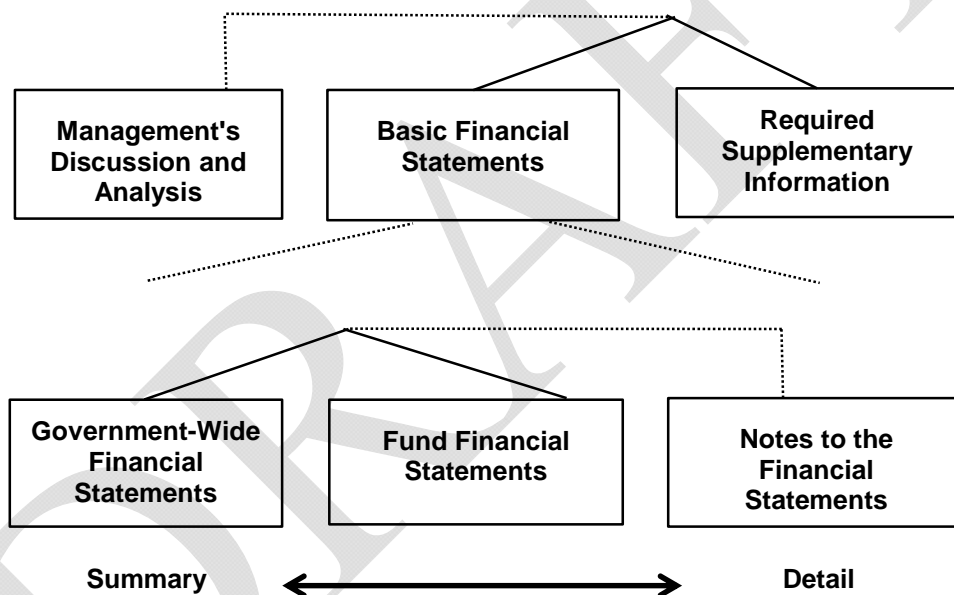 Management's
Discussion and
Analysis
Basic Financial
Statements
Required
Supplementary
Information
Government-Wide
Financial
Statements
Fund Financial
Statements
Notes to the
Financial
Statements
Summary
Detail
DRAFT